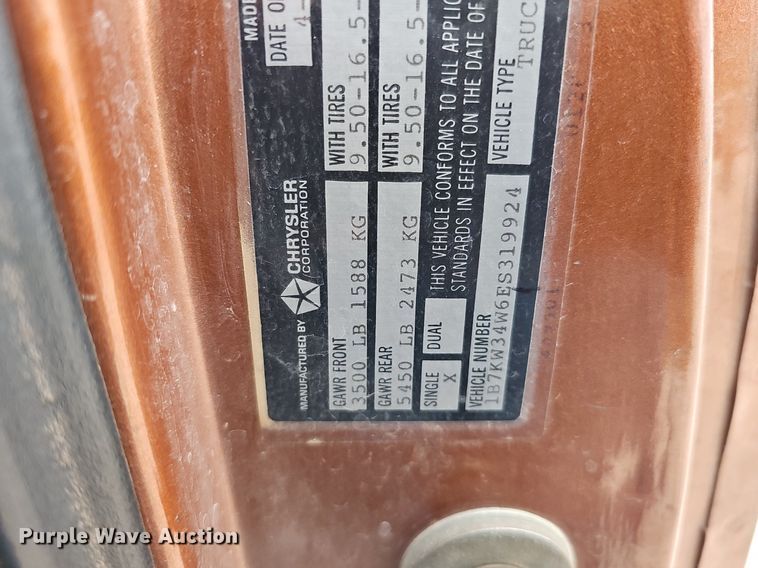 MANUFACTURED BY CHRYSLER CORPORATION
MADE
DATE OF
4-
GAWR FRONT
WITH TIRES
3500 LB 1588 KG
9.50-16.5-
GAWR REAR
WITH TIRES
5450 LB 2473 KG
9.50-16.5-
SINGLE X DUAL
THIS VEHICLE CONFORMS TO ALL APPLIC
STANDARDS IN EFFECT ON THE DATE OF
VEHICLE NUMBER
VEHICLE TYPE
1B7KW34W6ES319924
TRUC
Purple Wave Auction